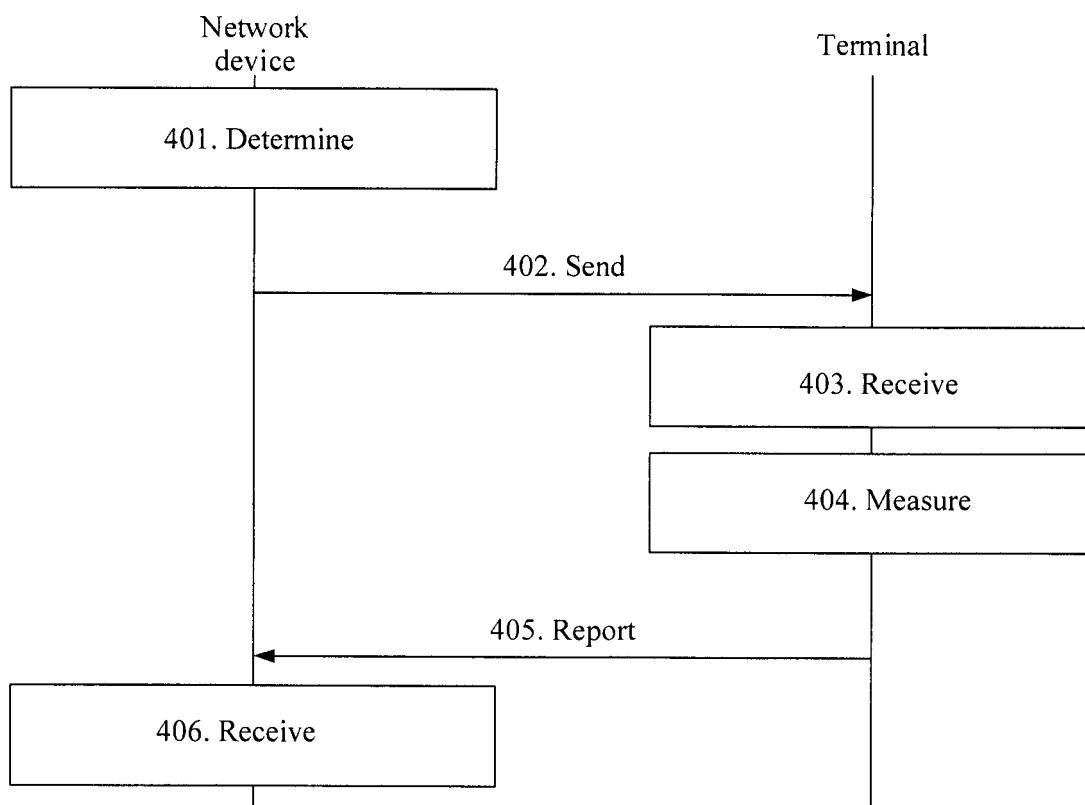 Network
device
Terminal
401. Determine
402. Send
403. Receive
404. Measure
405. Report
406. Receive